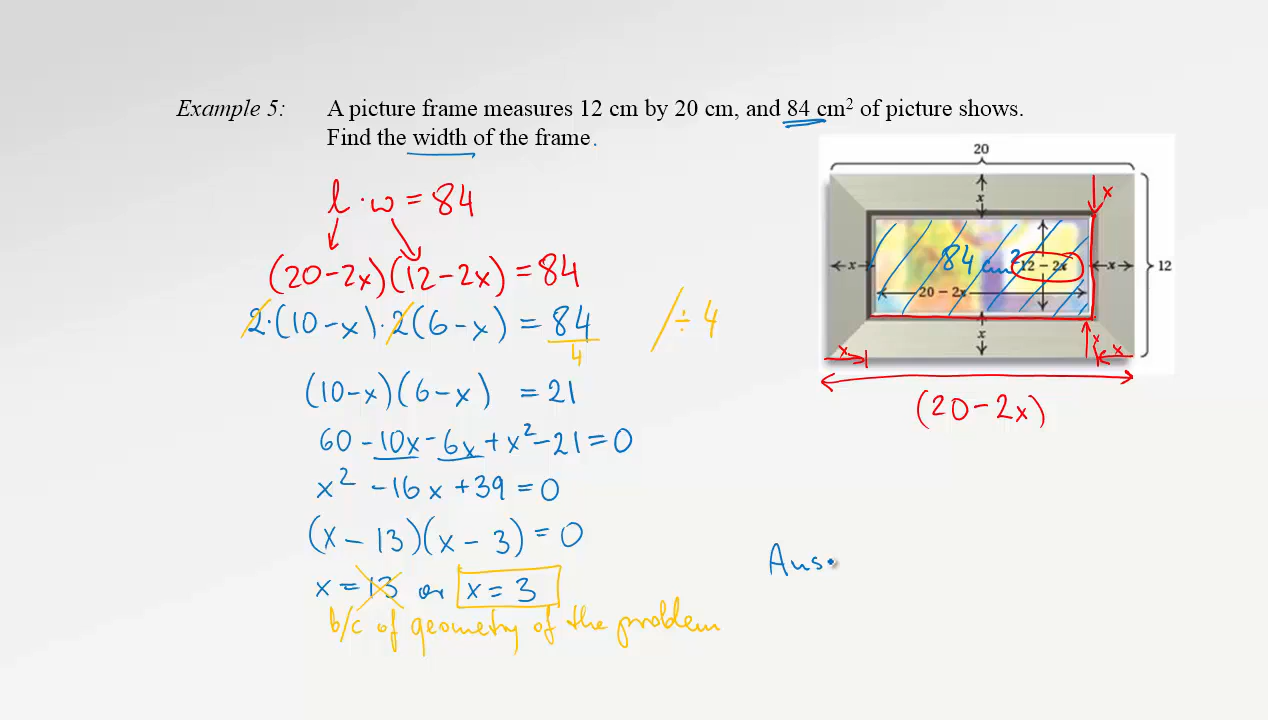 Example 5: A picture frame measures 12 cm by 20 cm, and 84 cm² of picture shows.
Find the width of the frame.
l · w = 84
(20-2x)(12-2x) = 84
2·(10-x)·2(6-x) = 84/4 /÷4
(10-x)(6-x) = 21
60 - 10x - 6x + x² - 21 = 0
x² - 16x + 39 = 0
(x - 13)(x - 3) = 0
x = 13 or x = 3
b/c of geometry of the problem
20
x
x
84 cm²
12 – 2x
x
x
12
20 – 2x
x
x
x
x
(20-2x)
Ans.